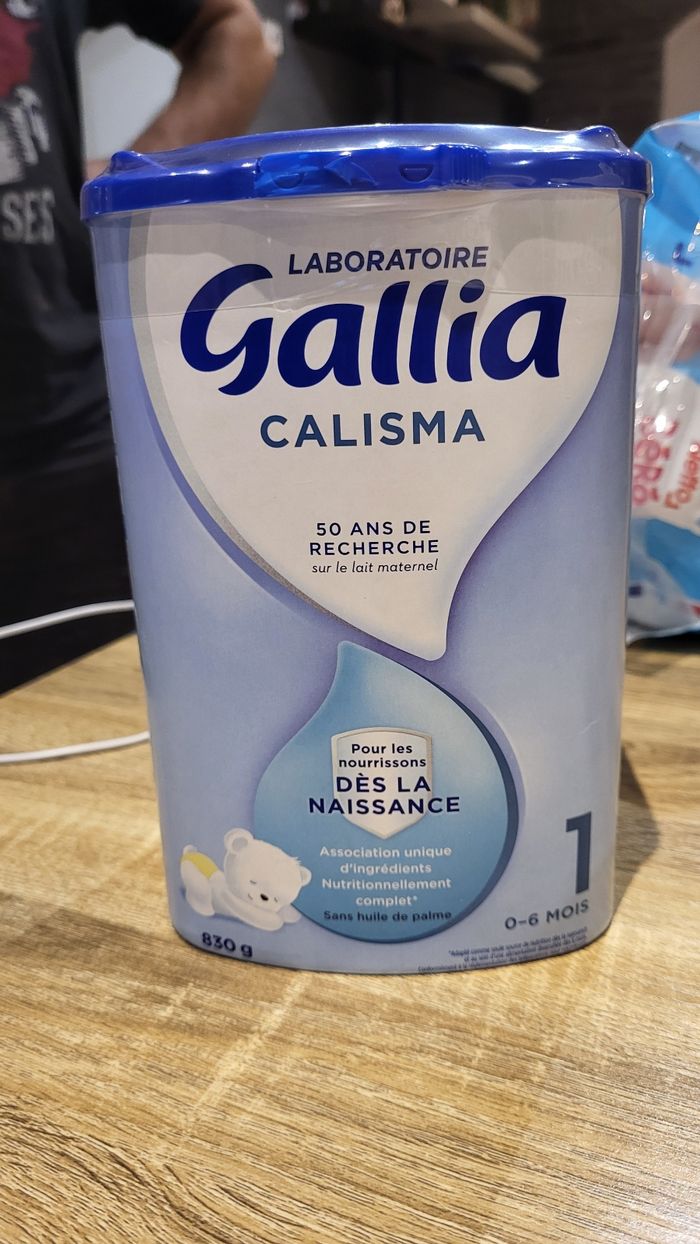 SES
LABORATOIRE
Gallia
CALISMA
50 ANS DE
RECHERCHE
sur le lait maternel
Pour les
nourrissons
DÈS LA
NAISSANCE
Association unique
d'ingrédients
Nutritionnellement
complet*
Sans huile de palme
1
0-6 MOIS
830 g